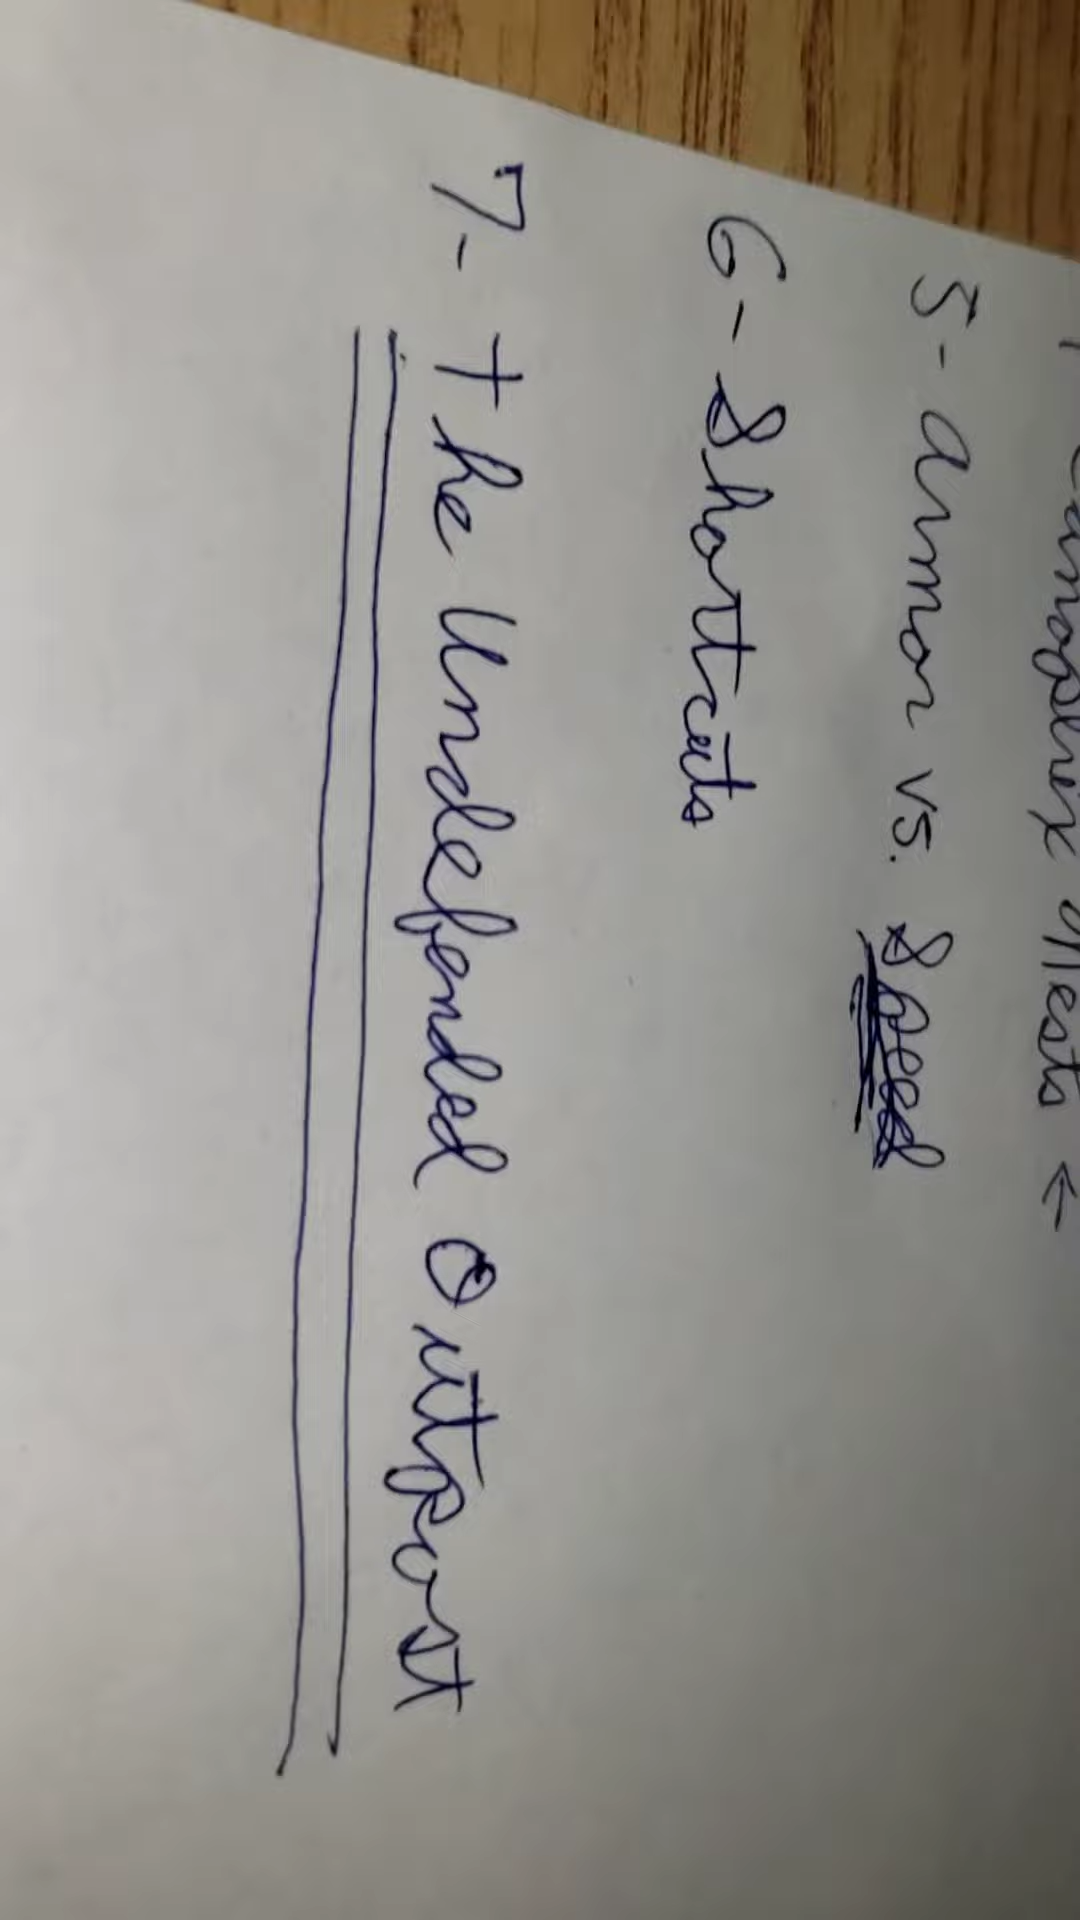 5- Armor vs. Speed
6- Shortcuts
7- The Undefended Outpost